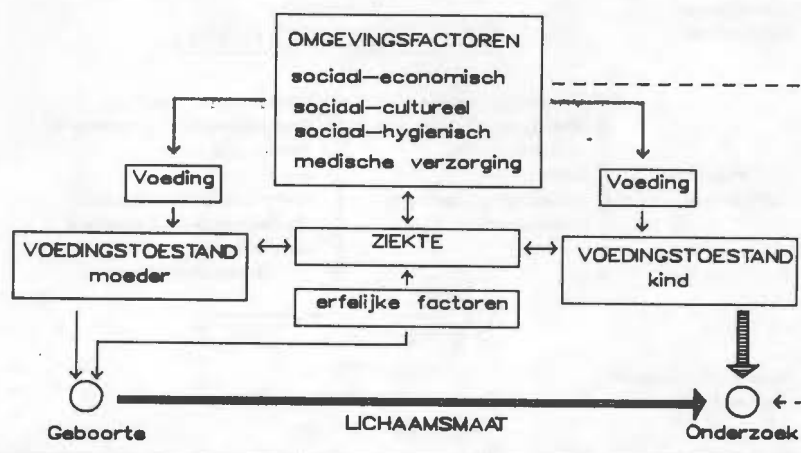 OMGEVINGSFACTOREN
sociaal-economisch
sociaal-cultureel
sociaal-hygienisch
medische verzorging
Voeding
Voeding
VOEDINGSTOESTAND
moeder
ZIEKTE
VOEDINGSTOESTAND
kind
erfelijke factoren
Geboorte
LICHAAMSMAAT
Onderzoek